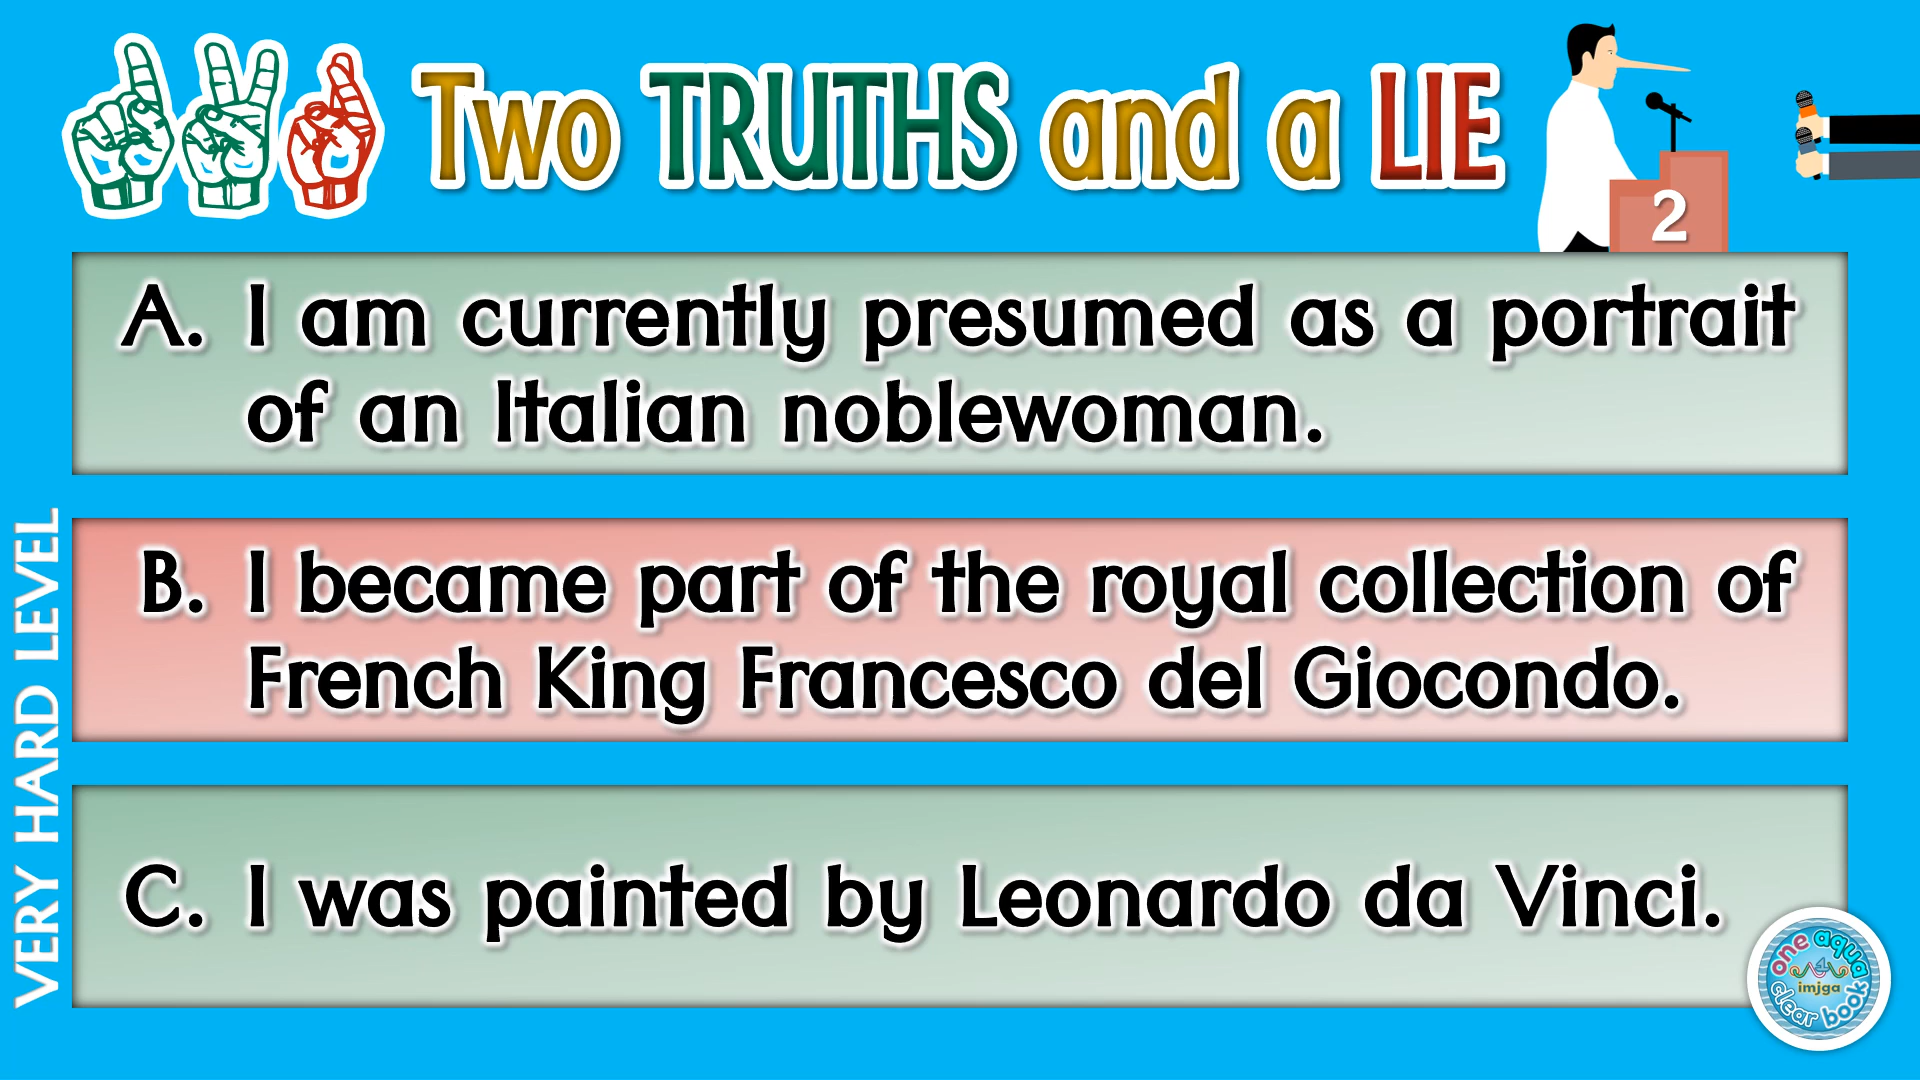 Two TRUTHS and a LIE
2
A. I am currently presumed as a portrait
of an Italian noblewoman.
B. I became part of the royal collection of
French King Francesco del Giocondo.
C. I was painted by Leonardo da Vinci.
VERY HARD LEVEL
one aqua
imjga
clear book